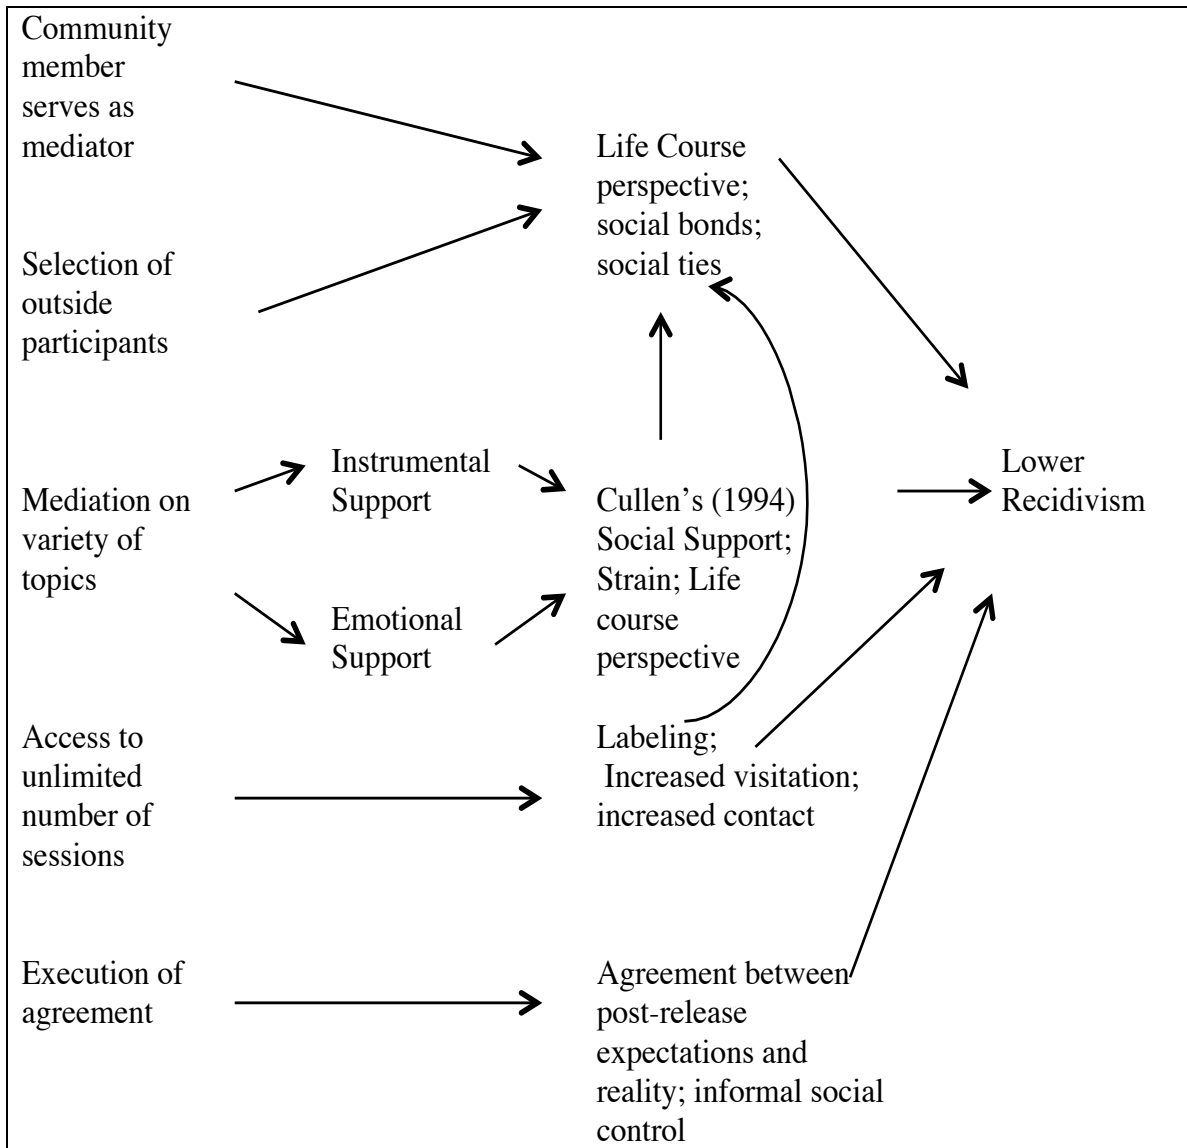 Community
member
serves as
mediator
Selection of
outside
participants
Mediation on
variety of
topics
Access to
unlimited
number of
sessions
Execution of
agreement
Instrumental
Support
Emotional
Support
Life Course
perspective;
social bonds;
social ties
Cullen’s (1994)
Social Support;
Strain; Life
course
perspective
Labeling;
Increased visitation;
increased contact
Agreement between
post-release
expectations and
reality; informal social
control
Lower
Recidivism